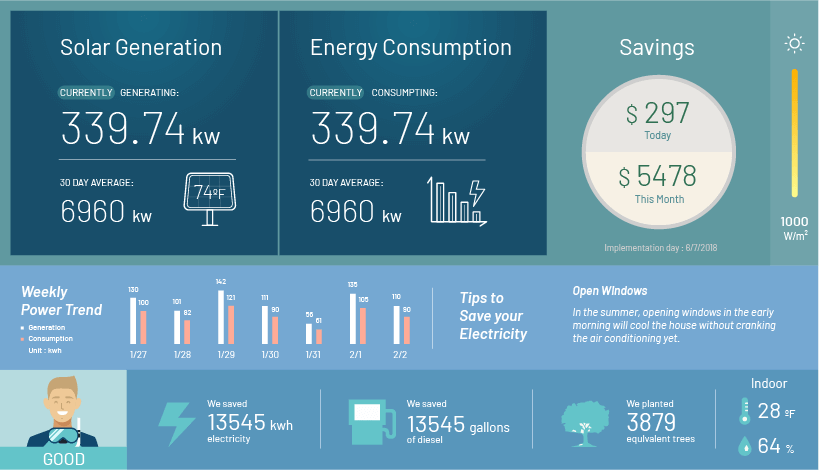 Solar Generation
CURRENTLY GENERATING:
339.74 kw
30 DAY AVERAGE:
6960 kw
74ºF
Energy Consumption
CURRENTLY CONSUMPTING:
339.74 kw
30 DAY AVERAGE:
6960 kw
Savings
$ 297
Today
$ 5478
This Month
Implementation day : 6/7/2018
1000
W/m²
Weekly
Power Trend
Generation
Consumption
Unit : kwh
130 100
101 82
142 121
111 90
56 61
135 105
110 80
1/27 1/28 1/29 1/30 1/31 2/1 2/2
Tips to
Save your
Electricity
Open Windows
In the summer, opening windows in the early
morning will cool the house without cranking
the air conditioning yet.
GOOD
We saved
13545 kwh
electricity
We saved
13545 gallons
of diesel
We planted
3879
equivalent trees
Indoor
28 ºF
64 %